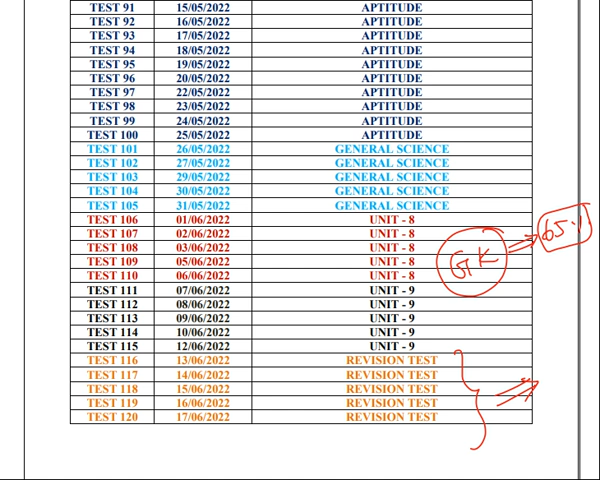 TEST 91 15/05/2022 APTITUDE
TEST 92 16/05/2022 APTITUDE
TEST 93 17/05/2022 APTITUDE
TEST 94 18/05/2022 APTITUDE
TEST 95 19/05/2022 APTITUDE
TEST 96 20/05/2022 APTITUDE
TEST 97 22/05/2022 APTITUDE
TEST 98 23/05/2022 APTITUDE
TEST 99 24/05/2022 APTITUDE
TEST 100 25/05/2022 APTITUDE
TEST 101 26/05/2022 GENERAL SCIENCE
TEST 102 27/05/2022 GENERAL SCIENCE
TEST 103 29/05/2022 GENERAL SCIENCE
TEST 104 30/05/2022 GENERAL SCIENCE
TEST 105 31/05/2022 GENERAL SCIENCE
TEST 106 01/06/2022 UNIT - 8
TEST 107 02/06/2022 UNIT - 8
TEST 108 03/06/2022 UNIT - 8
TEST 109 05/06/2022 UNIT - 8
TEST 110 06/06/2022 UNIT - 8
GK
TEST 111 07/06/2022 UNIT - 9
TEST 112 08/06/2022 UNIT - 9
TEST 113 09/06/2022 UNIT - 9
TEST 114 10/06/2022 UNIT - 9
TEST 115 12/06/2022 UNIT - 9
TEST 116 13/06/2022 REVISION TEST
TEST 117 14/06/2022 REVISION TEST
TEST 118 15/06/2022 REVISION TEST
TEST 119 16/06/2022 REVISION TEST
TEST 120 17/06/2022 REVISION TEST